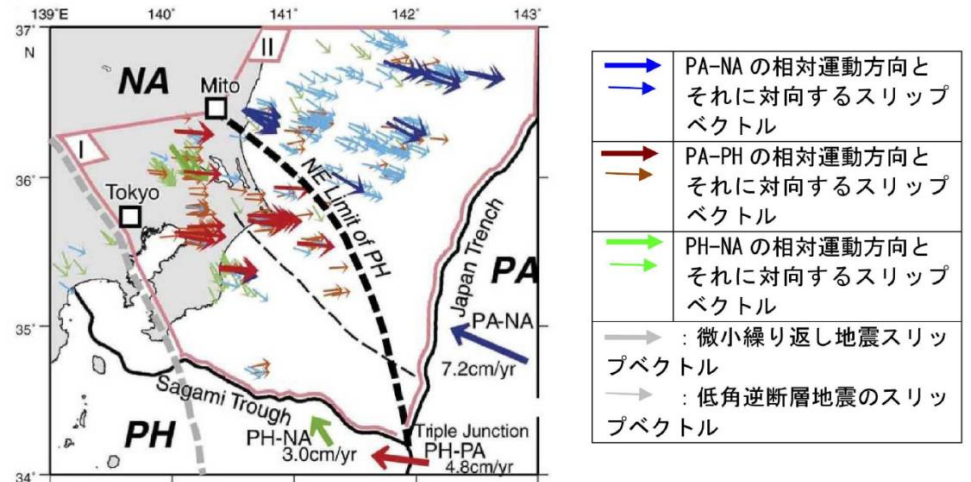 139˚E 140˚ 141˚ 142˚ 143˚
37˚
N
II
NA
Mito
I
36˚
NE Limit of PH
Tokyo
Japan Trench
PA
35˚
PA-NA
7.2cm/yr
Sagami Trough
PH
PH-NA
3.0cm/yr
Triple Junction
PH-PA
4.8cm/yr
34˚
PA-NA の相対運動方向と
それに対向するスリップ
ベクトル
PA-PH の相対運動方向と
それに対向するスリップ
ベクトル
PH-NA の相対運動方向と
それに対向するスリップ
ベクトル
：微小繰り返し地震スリッ
プベクトル
：低角逆断層地震のスリッ
プベクトル